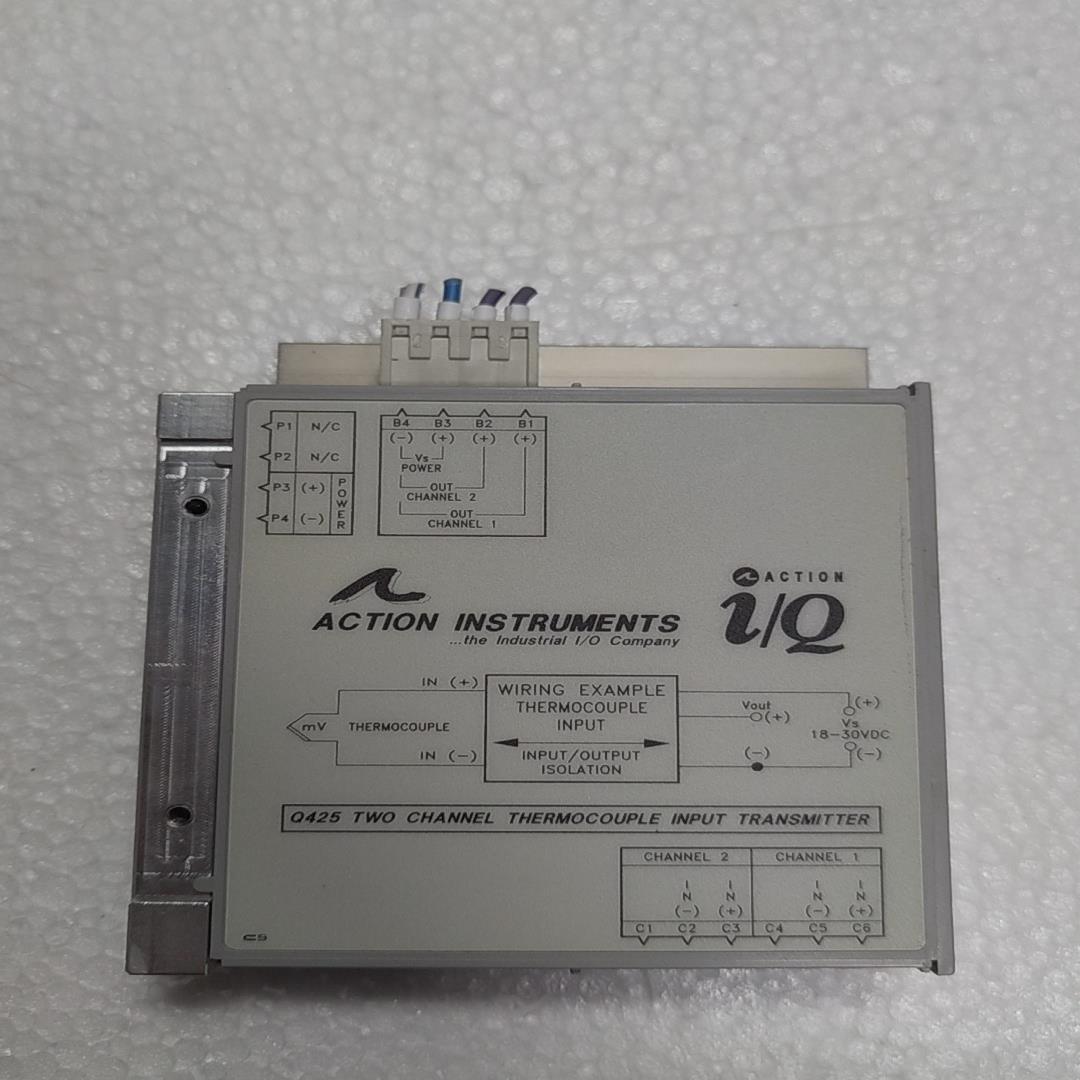 P1 N/C
P2 N/C
P3 (+)
P4 (-)
POWER
B4 B3 B2 B1
(-) (+) (+) (+)
Vs
POWER
OUT
CHANNEL 2
OUT
CHANNEL 1
ACTION INSTRUMENTS
...the Industrial I/O Company
ACTION
i/Q
IN (+)
mV THERMOCOUPLE
IN (-)
WIRING EXAMPLE
THERMOCOUPLE
INPUT
INPUT/OUTPUT
ISOLATION
Vout
(+)
(-)
(+)
Vs
18-30VDC
(-)
Q425 TWO CHANNEL THERMOCOUPLE INPUT TRANSMITTER
CHANNEL 2 CHANNEL 1
IN IN IN IN
(-) (+) (-) (+)
C1 C2 C3 C4 C5 C6